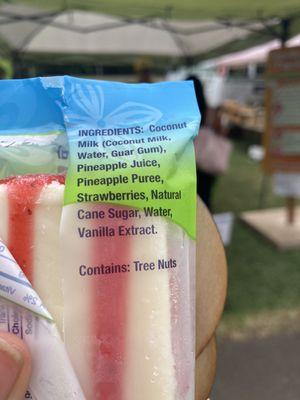 INGREDIENTS: Coconut
Milk (Coconut Milk,
Water, Guar Gum),
Pineapple Juice,
Pineapple Puree,
Strawberries, Natural
Cane Sugar, Water,
Vanilla Extract.
Contains: Tree Nuts